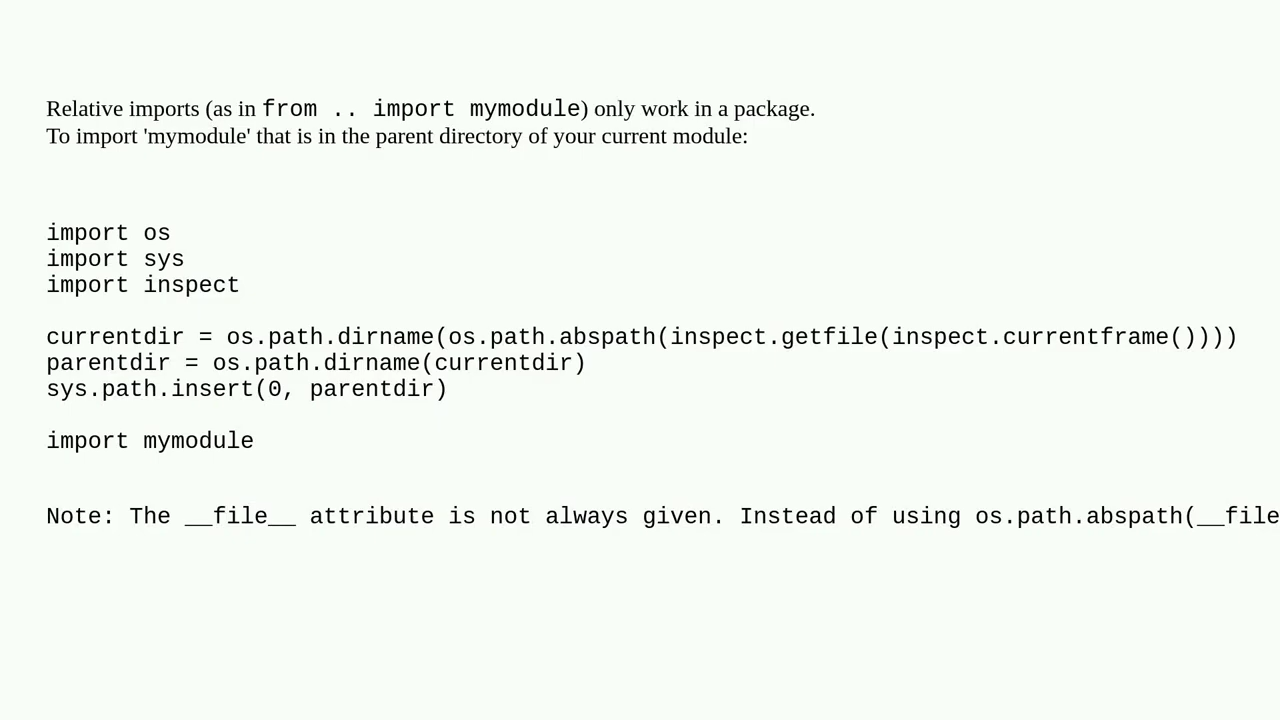 Relative imports (as in from .. import mymodule) only work in a package.
To import 'mymodule' that is in the parent directory of your current module:
import os
import sys
import inspect
currentdir = os.path.dirname(os.path.abspath(inspect.getfile(inspect.currentframe())))
parentdir = os.path.dirname(currentdir)
sys.path.insert(0, parentdir)
import mymodule
Note: The __file__ attribute is not always given. Instead of using os.path.abspath(__file